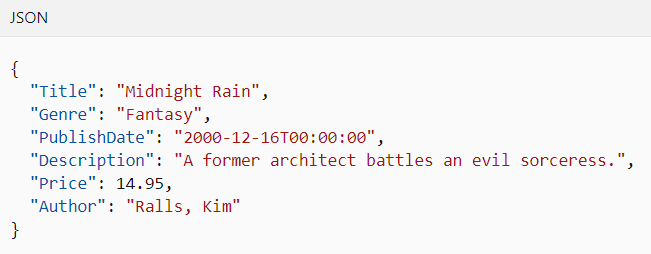 JSON
{
"Title": "Midnight Rain",
"Genre": "Fantasy",
"PublishDate": "2000-12-16T00:00:00",
"Description": "A former architect battles an evil sorceress.",
"Price": 14.95,
"Author": "Ralls, Kim"
}